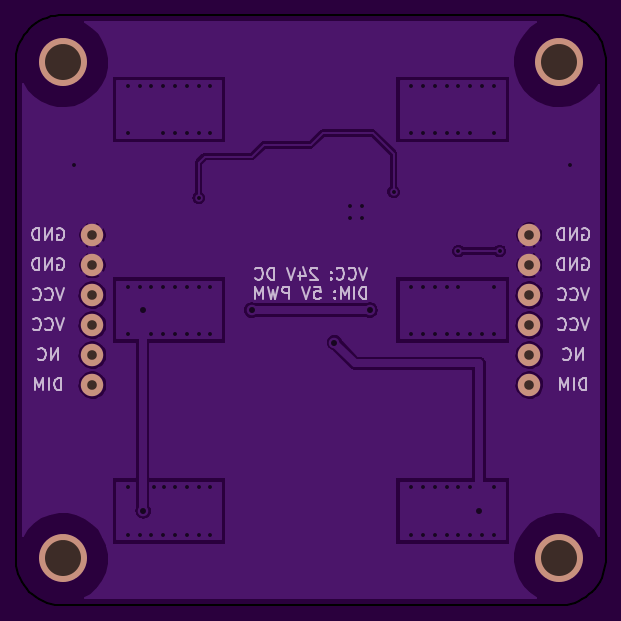 GND
GND
VCC
VCC
NC
DIM
VCC: 24V DC
DIM: 5V PWM
GND
GND
VCC
VCC
NC
DIM